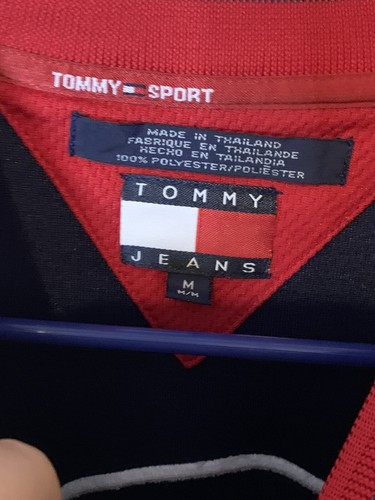 TOMMY SPORT
MADE IN THAILAND
FABRIQUE EN THAILANDE
HECHO EN TAILANDIA
100% POLYESTER/POLIÉSTER
TOMMY
JEANS
M
M/M